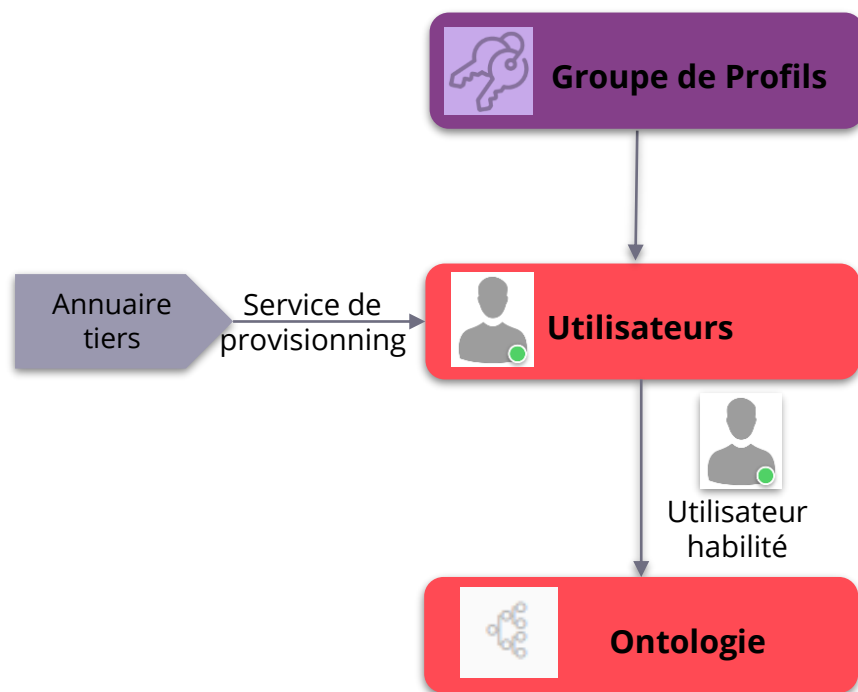 Groupe de Profils
Annuaire
tiers
Service de
provisionning
Utilisateurs
Utilisateur
habilité
Ontologie